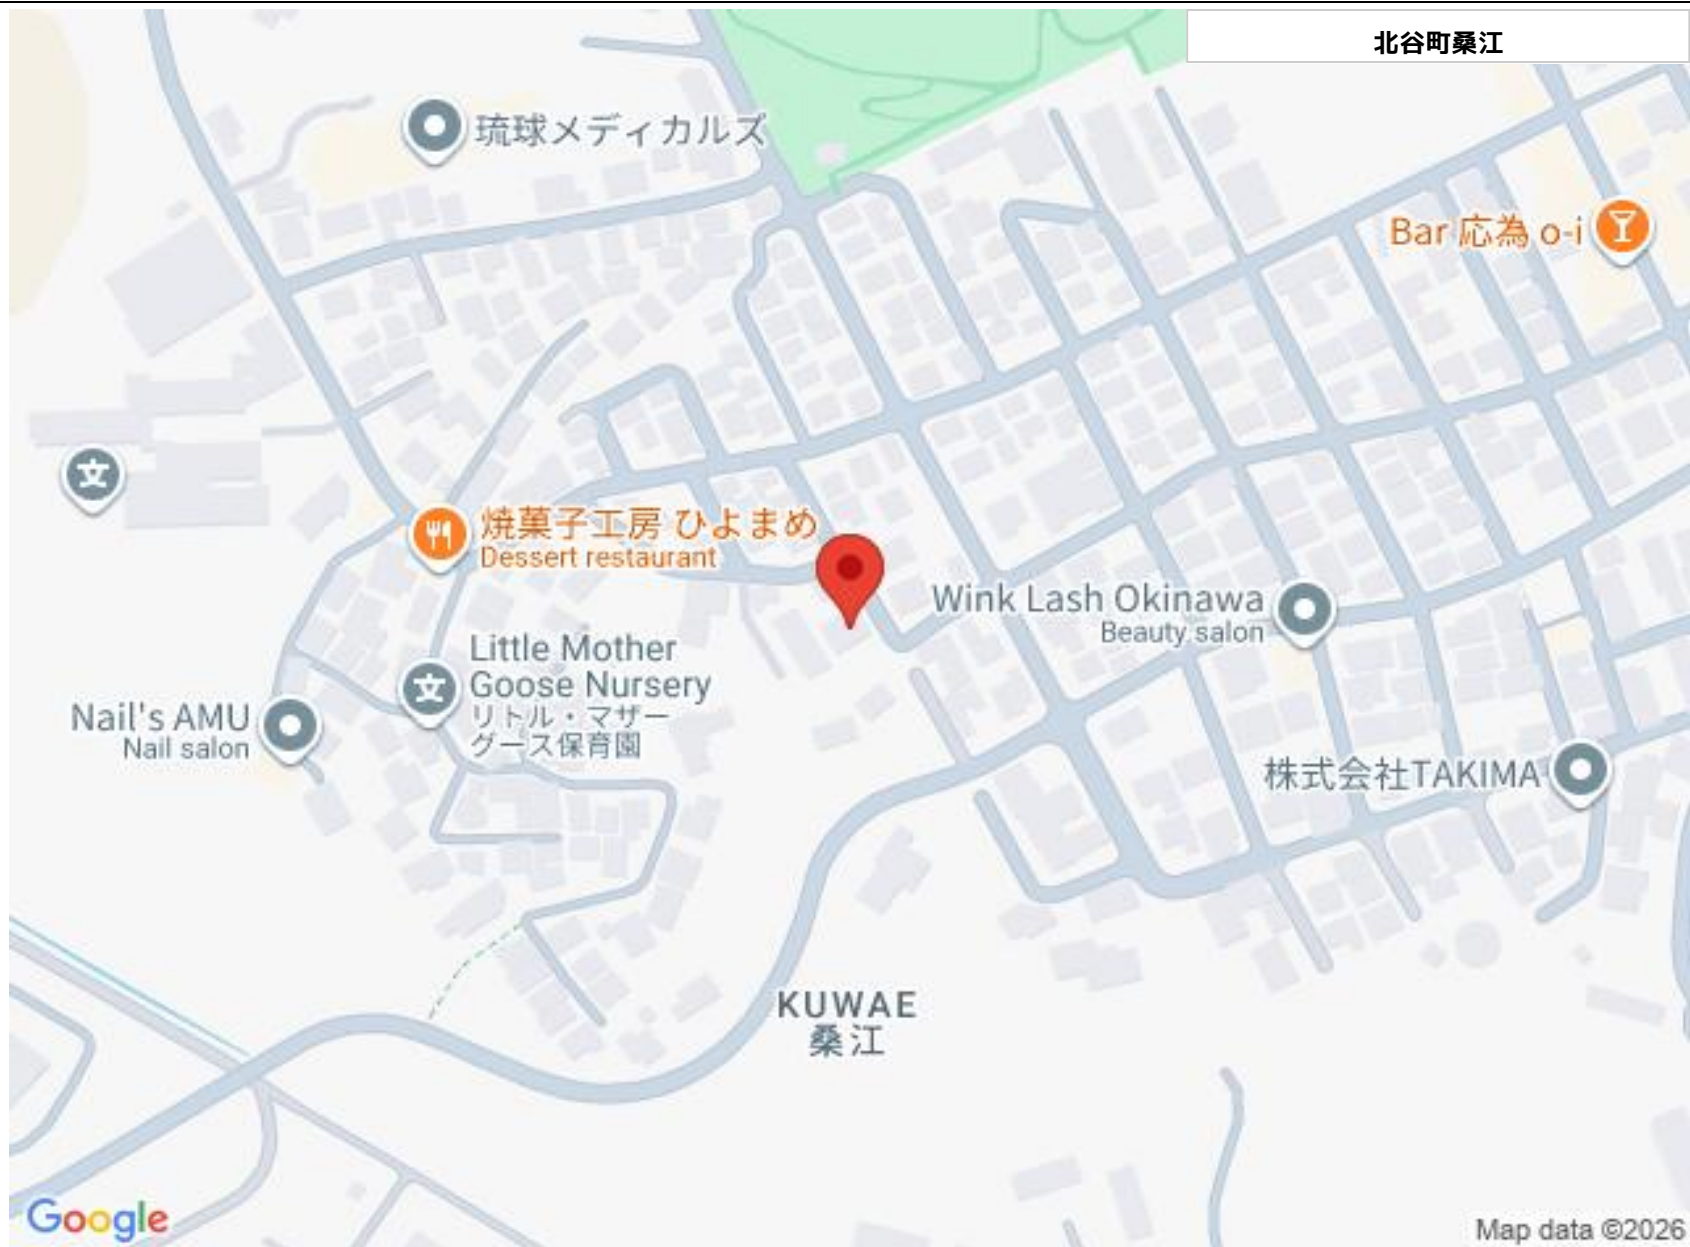 北谷町桑江
琉球メディカルズ
Bar 応為 o-i
文
焼菓子工房 ひよまめ
Dessert restaurant
Wink Lash Okinawa
Beauty salon
Little Mother
Goose Nursery
リトル・マザー
グース保育園
文
Nail's AMU
Nail salon
株式会社TAKIMA
KUWAE
桑江
Google
Map data ©2026